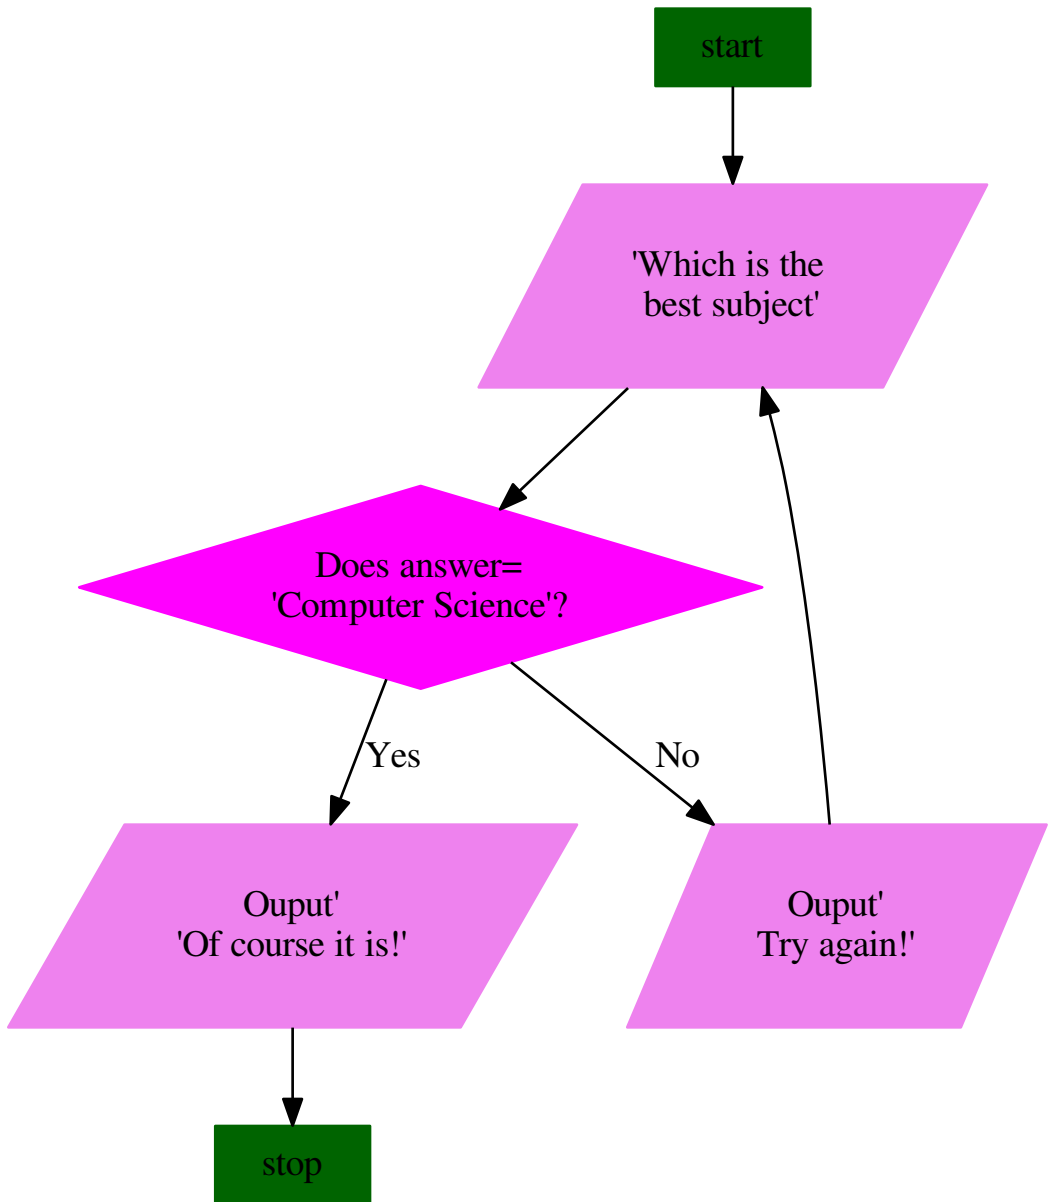 start
'Which is the
best subject'
Does answer=
'Computer Science'?
Yes
No
Ouput'
'Of course it is!'
Ouput'
Try again!'
stop